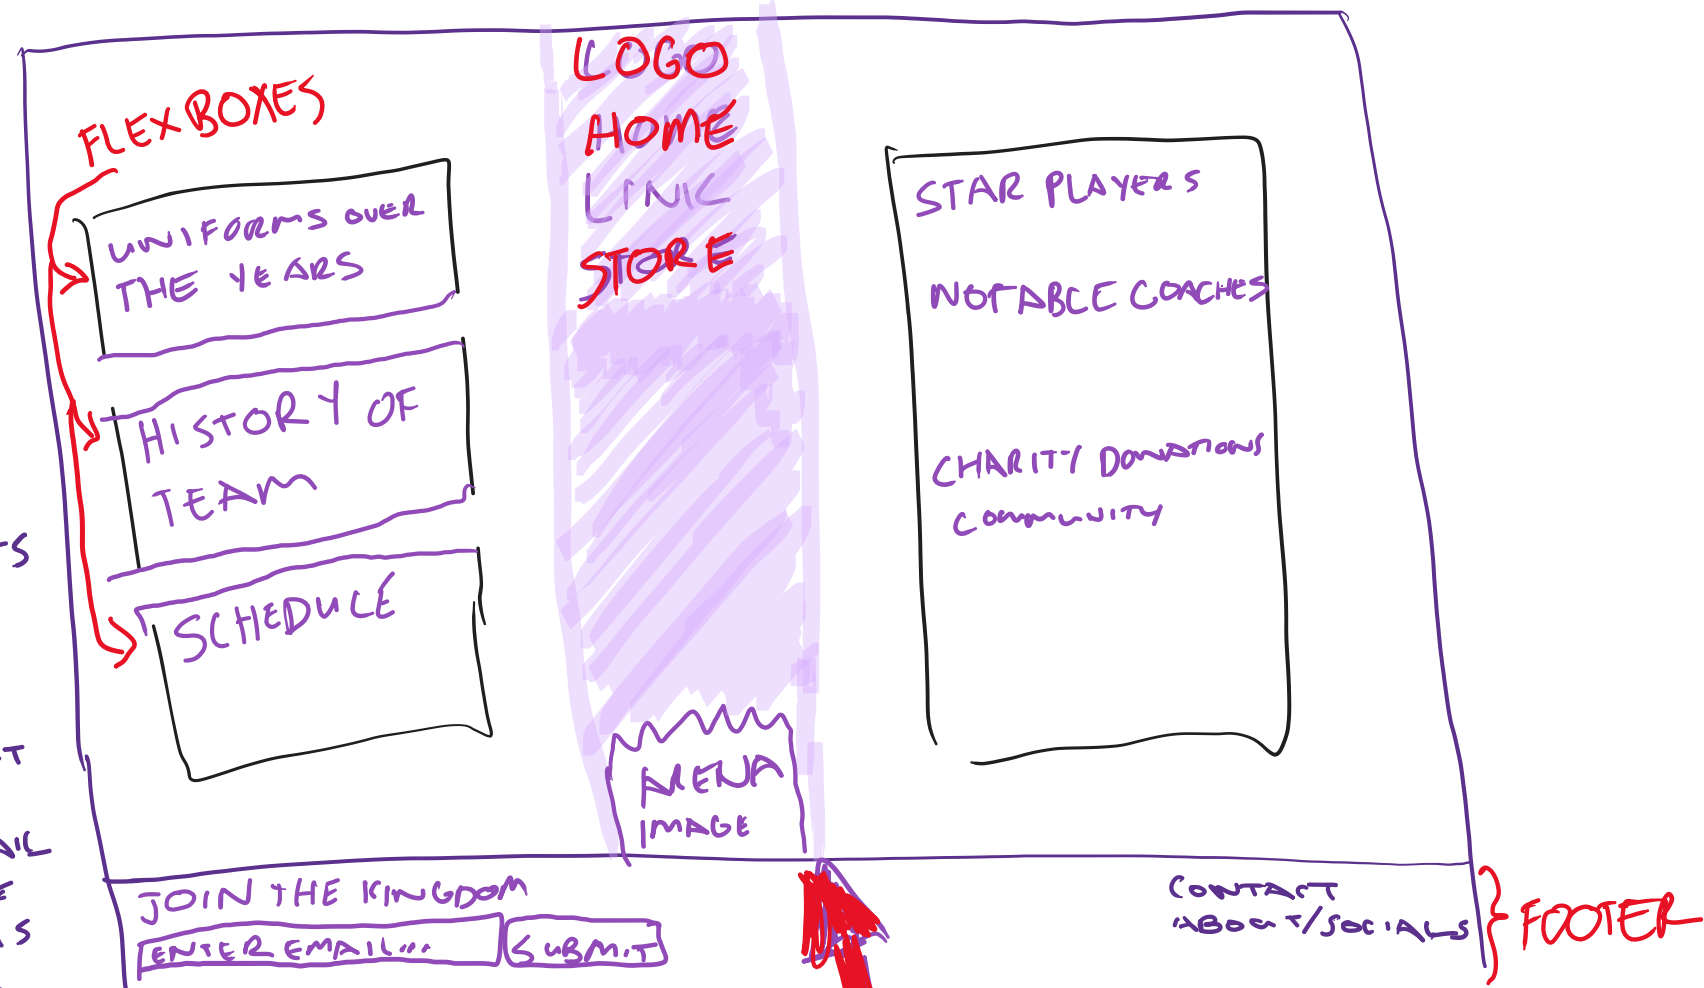 FLEXBOXES
UNIFORMS OVER
THE YEARS
HISTORY OF
TEAM
SCHEDULE
LOGO
HOME
STORE
ARENA
IMAGE
STAR PLAYERS
NOTABLE COACHES
CHARITY DONATIONS
COMMUNITY
JOIN THE KINGDOM
ENTER EMAIL...
SUBMIT
CONTACT
ABOUT/SOCIALS
FOOTER